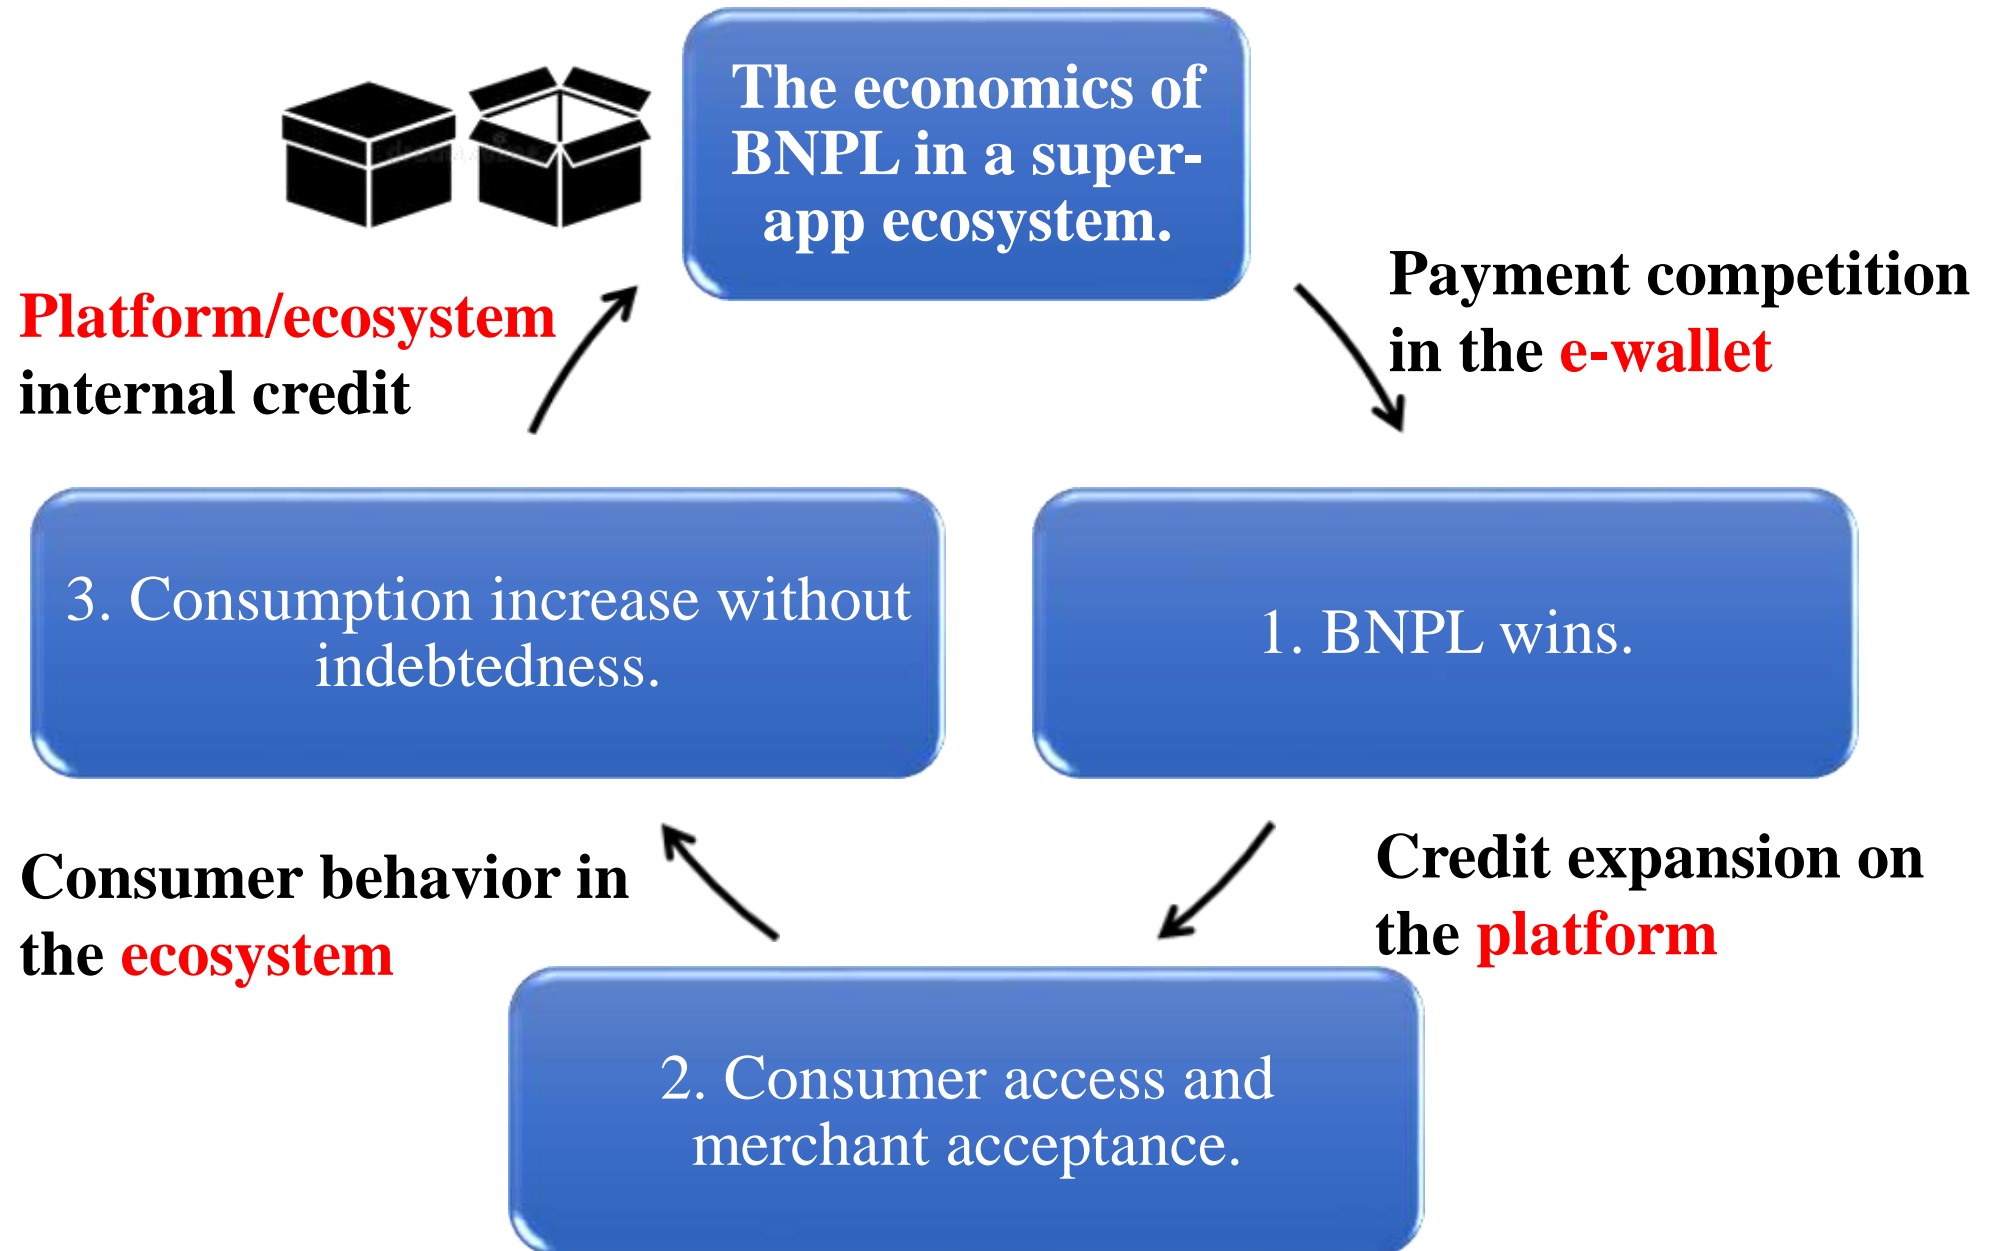 The economics of
BNPL in a super-
app ecosystem.
Payment competition
in the e-wallet
Platform/ecosystem
internal credit
3. Consumption increase without
indebtedness.
1. BNPL wins.
Credit expansion on
the platform
Consumer behavior in
the ecosystem
2. Consumer access and
merchant acceptance.